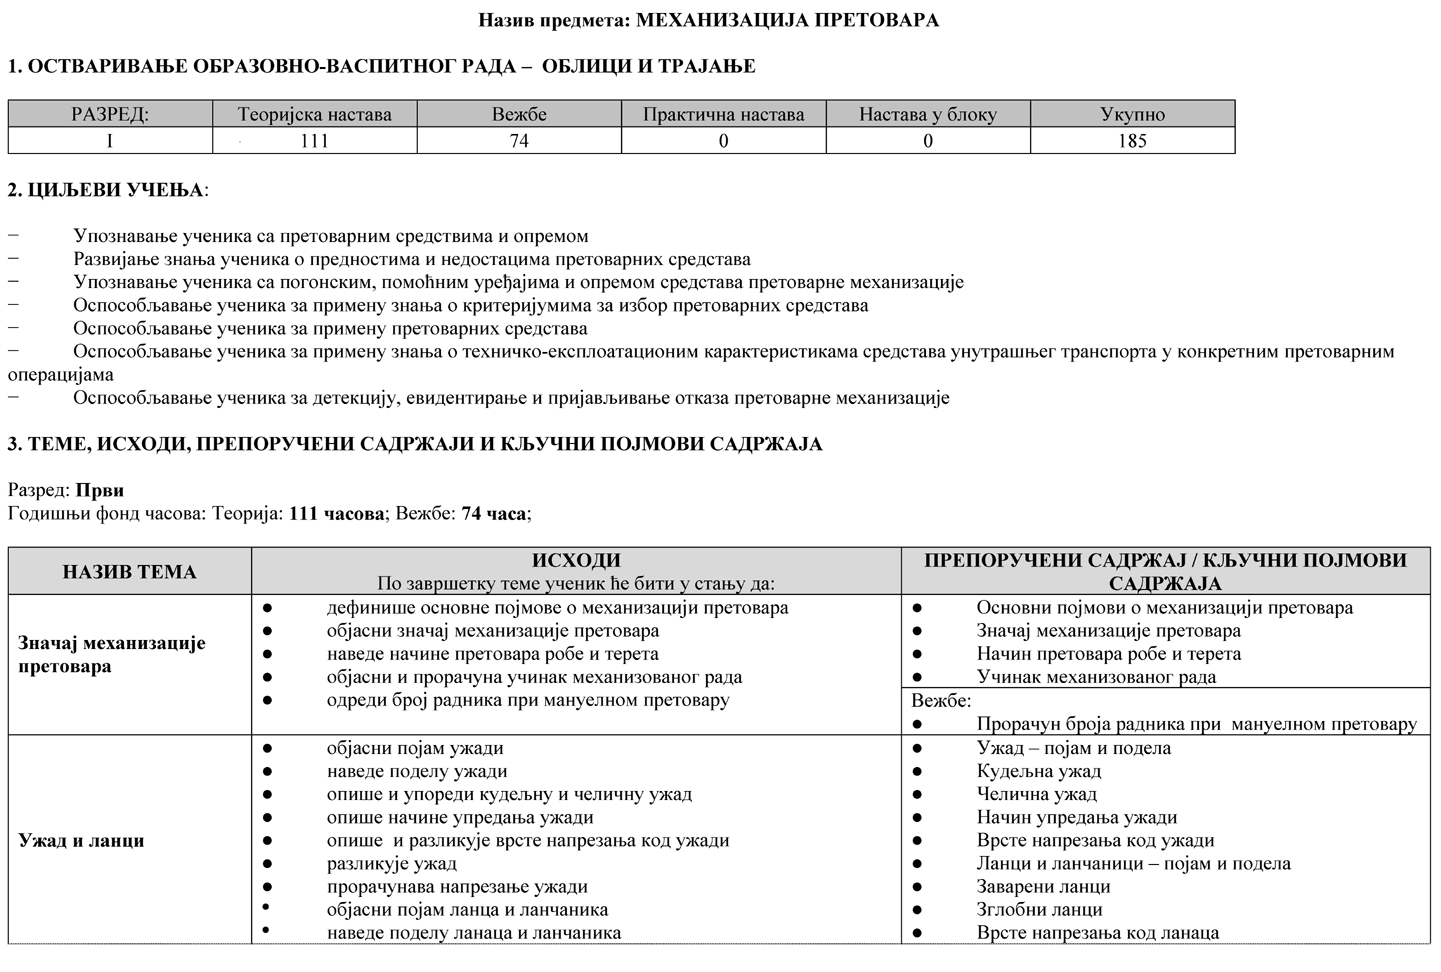 Назив предмета: МЕХАНИЗАЦИЈА ПРЕТОВАРА
1. ОСТВАРИВАЊЕ ОБРАЗОВНО-ВАСПИТНОГ РАДА – ОБЛИЦИ И ТРАЈАЊЕ
РАЗРЕД: Теоријска настава Вежбе Практична настава Настава у блоку Укупно
I 111 74 0 0 185
2. ЦИЉЕВИ УЧЕЊА:
− Упознавање ученика са претоварним средствима и опремом
− Развијање знања ученика о предностима и недостацима претоварних средстава
− Упознавање ученика са погонским, помоћним уређајима и опремом средстава претоварне механизације
− Оспособљавање ученика за примену знања о критеријумима за избор претоварних средстава
− Оспособљавање ученика за примену претоварних средстава
− Оспособљавање ученика за примену знања о техничко-експлоатационим карактеристикама средстава унутрашњег транспорта у конкретним претоварним
операцијама
− Оспособљавање ученика за детекцију, евидентирање и пријављивање отказа претоварне механизације
3. ТЕМЕ, ИСХОДИ, ПРЕПОРУЧЕНИ САДРЖАЈИ И КЉУЧНИ ПОЈМОВИ САДРЖАЈА
Разред: Први
Годишњи фонд часова: Теорија: 111 часова; Вежбе: 74 часа;
НАЗИВ ТЕМА
ИСХОДИ
По завршетку теме ученик ће бити у стању да:
ПРЕПОРУЧЕНИ САДРЖАЈ / КЉУЧНИ ПОЈМОВИ
САДРЖАЈА
Значај механизације
претовара
● дефинише основне појмове о механизацији претовара
● објасни значај механизације претовара
● наведе начине претовара робе и терета
● објасни и прорачуна учинак механизованог рада
● одреди број радника при мануелном претовару
● Основни појмови о механизацији претовара
● Значај механизације претовара
● Начин претовара робе и терета
● Учинак механизованог рада
Вежбе:
● Прорачун броја радника при мануелном претовару
Ужад и ланци
● објасни појам ужади
● наведе поделу ужади
● опише и упореди кудељну и челичну ужад
● опише начине упредања ужади
● опише и разликује врсте напрезања код ужади
● разликује ужад
● прорачунава напрезање ужади
• објасни појам ланца и ланчаника
• наведе поделу ланаца и ланчаника
● Ужад – појам и подела
● Кудељна ужад
● Челична ужад
● Начин упредања ужади
● Врсте напрезања код ужади
● Ланци и ланчаници – појам и подела
● Заварени ланци
● Зглобни ланци
● Врсте напрезања код ланаца